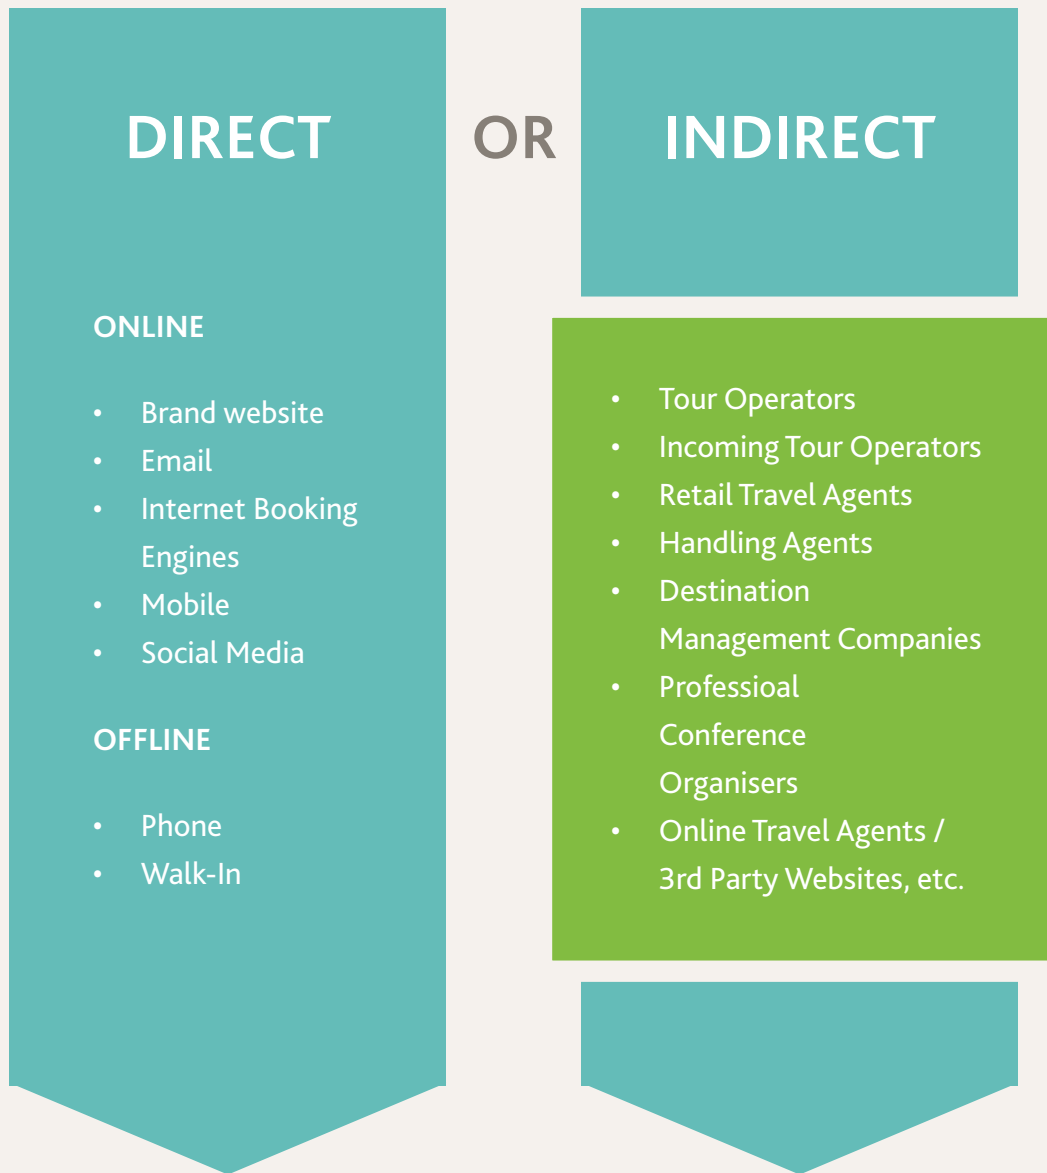 DIRECT
OR
INDIRECT
ONLINE
• Brand website
• Email
• Internet Booking
Engines
• Mobile
• Social Media
OFFLINE
• Phone
• Walk-In
• Tour Operators
• Incoming Tour Operators
• Retail Travel Agents
• Handling Agents
• Destination
Management Companies
• Professioal
Conference
Organisers
• Online Travel Agents /
3rd Party Websites, etc.